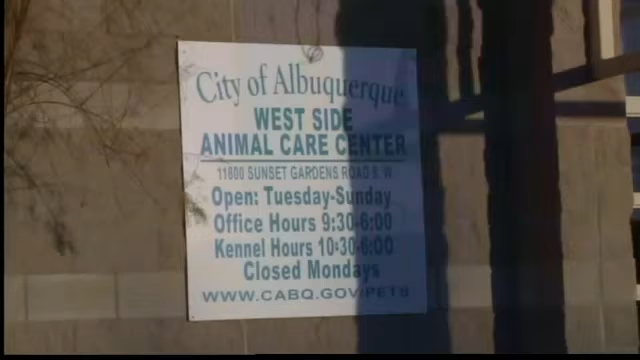 City of Albuquerque
WEST SIDE
ANIMAL CARE CENTER
11800 SUNSET GARDENS ROAD S.W.
Open: Tuesday-Sunday
Office Hours 9:30-6:00
Kennel Hours 10:30-6:00
Closed Mondays
WWW.CABQ.GOV/PETS